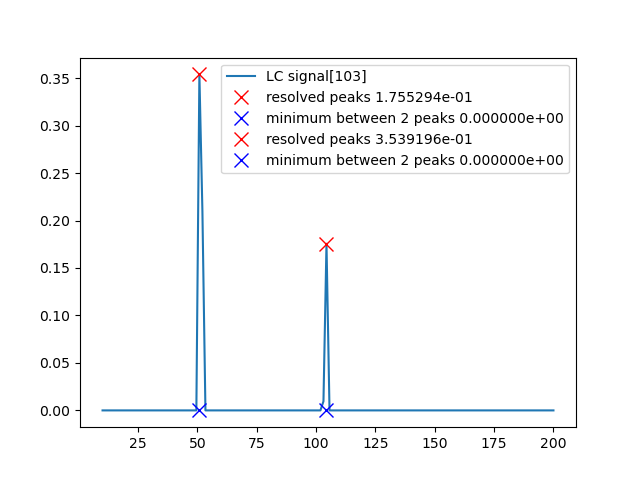 LC signal[103]
resolved peaks 1.755294e-01
minimum between 2 peaks 0.000000e+00
resolved peaks 3.539196e-01
minimum between 2 peaks 0.000000e+00
0.35
0.30
0.25
0.20
0.15
0.10
0.05
0.00
25 50 75 100 125 150 175 200